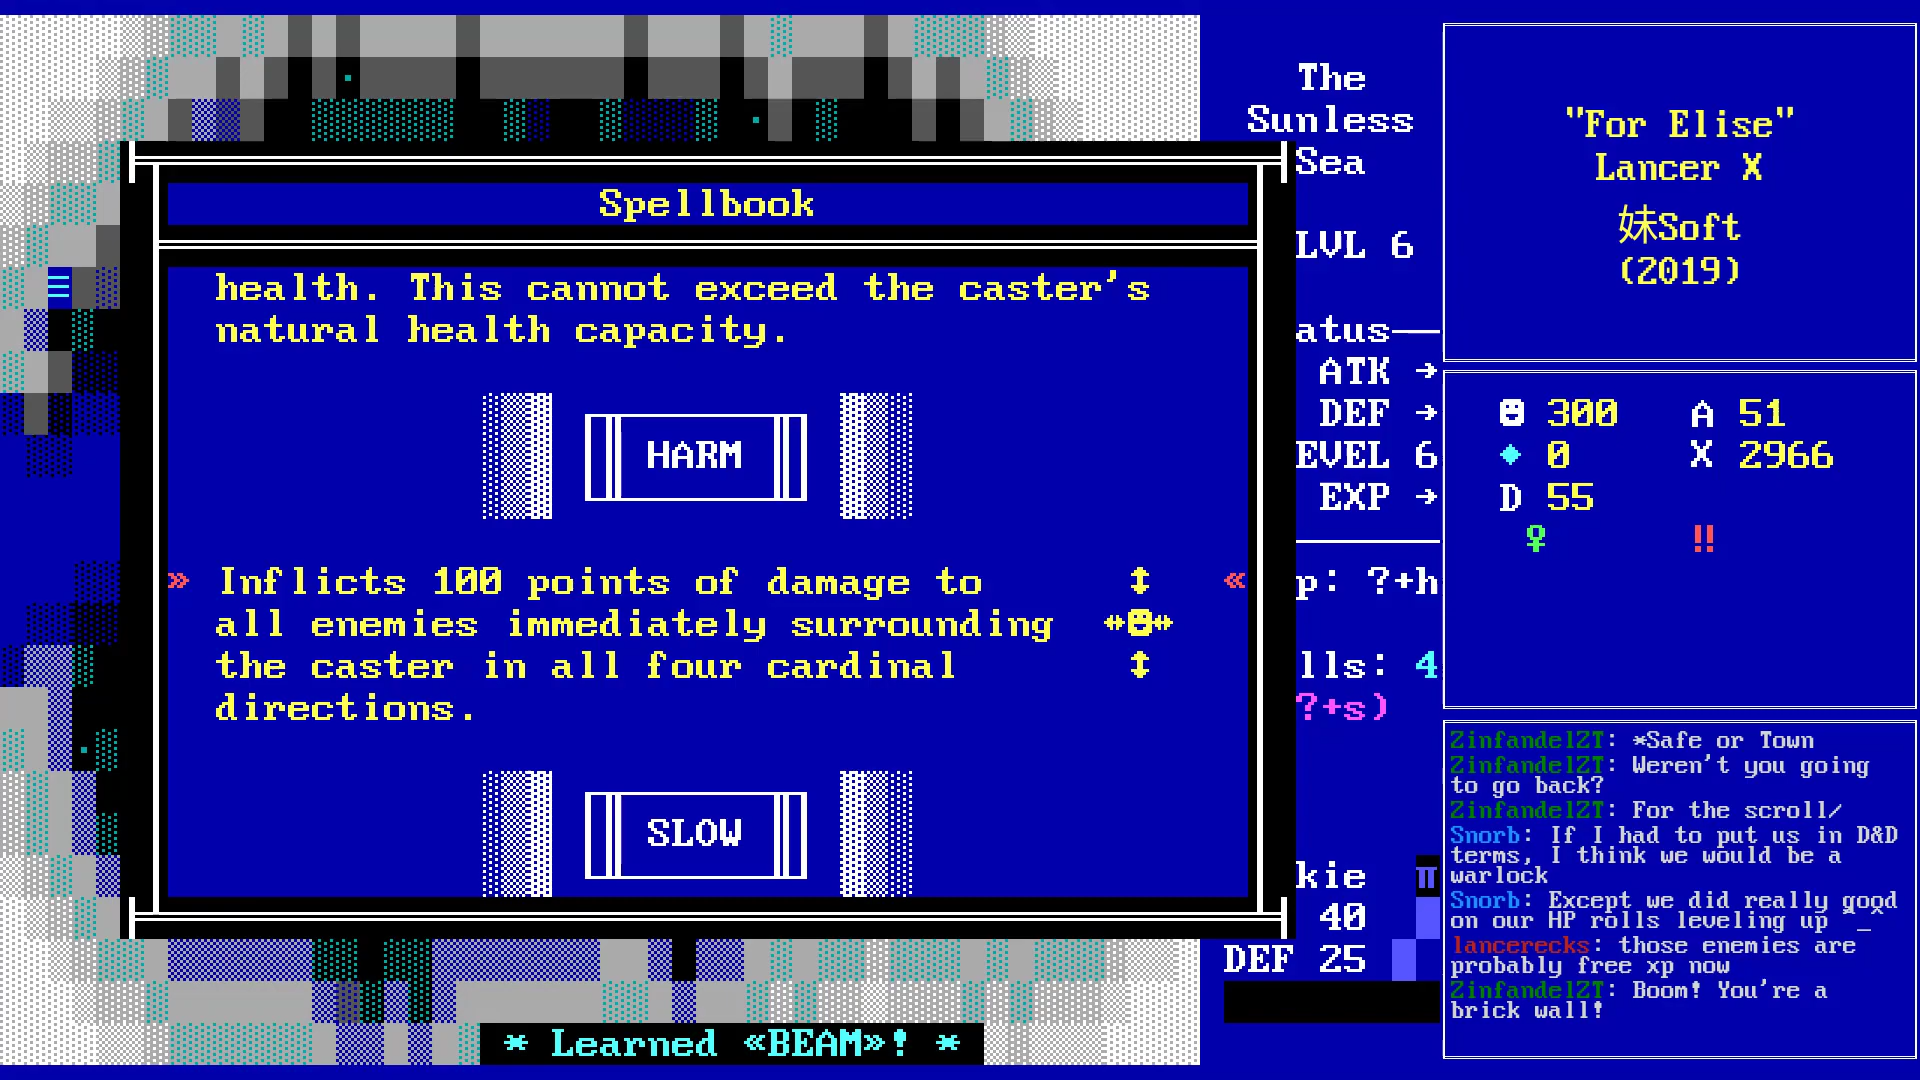 The
Sunless
Sea
LVL 6
atus
ATK →
DEF →
EVEL 6
EXP →
p: ?+h
lls: 4
?+s)
kie π
40
DEF 25
Spellbook
health. This cannot exceed the caster's
natural health capacity.
HARM
» Inflicts 100 points of damage to «
all enemies immediately surrounding
the caster in all four cardinal
directions.
SLOW
* Learned «BEAM»! *
"For Elise"
Lancer X
妹Soft
(2019)
300 A 51
0 X 2966
D 55
♀ ‼
ZinfandelZT: *Safe or Town
ZinfandelZT: Weren't you going
to go back?
ZinfandelZT: For the scroll/
Snorb: If I had to put us in D&D
terms, I think we would be a
warlock
Snorb: Except we did really good
on our HP rolls leveling up ^_^
lancerecks: those enemies are
probably free xp now
ZinfandelZT: Boom! You're a
brick wall!